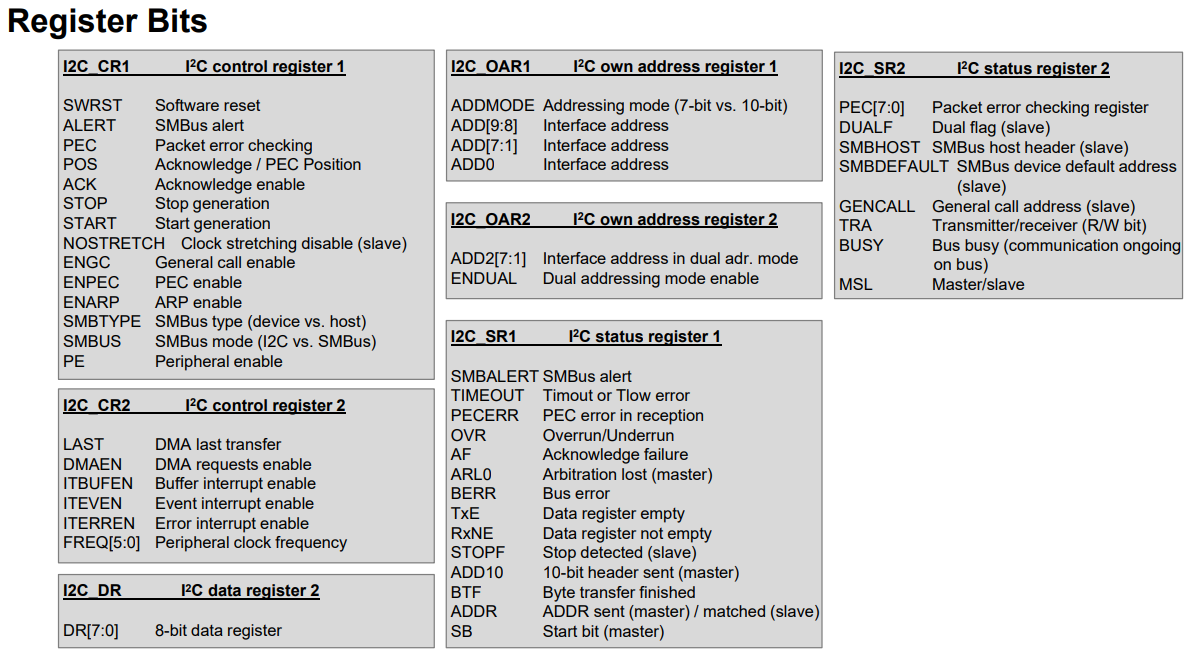 Register Bits
I2C_CR1 I²C control register 1
SWRST Software reset
ALERT SMBus alert
PEC Packet error checking
POS Acknowledge / PEC Position
ACK Acknowledge enable
STOP Stop generation
START Start generation
NOSTRETCH Clock stretching disable (slave)
ENGC General call enable
ENPEC PEC enable
ENARP ARP enable
SMBTYPE SMBus type (device vs. host)
SMBUS SMBus mode (I2C vs. SMBus)
PE Peripheral enable
I2C_CR2 I²C control register 2
LAST DMA last transfer
DMAEN DMA requests enable
ITBUFEN Buffer interrupt enable
ITEVEN Event interrupt enable
ITERREN Error interrupt enable
FREQ[5:0] Peripheral clock frequency
I2C_DR I²C data register 2
DR[7:0] 8-bit data register
I2C_OAR1 I²C own address register 1
ADDMODE Addressing mode (7-bit vs. 10-bit)
ADD[9:8] Interface address
ADD[7:1] Interface address
ADD0 Interface address
I2C_OAR2 I²C own address register 2
ADD2[7:1] Interface address in dual adr. mode
ENDUAL Dual addressing mode enable
I2C_SR1 I²C status register 1
SMBALERT SMBus alert
TIMEOUT Timout or Tlow error
PECERR PEC error in reception
OVR Overrun/Underrun
AF Acknowledge failure
ARL0 Arbitration lost (master)
BERR Bus error
TxE Data register empty
RxNE Data register not empty
STOPF Stop detected (slave)
ADD10 10-bit header sent (master)
BTF Byte transfer finished
ADDR ADDR sent (master) / matched (slave)
SB Start bit (master)
I2C_SR2 I²C status register 2
PEC[7:0] Packet error checking register
DUALF Dual flag (slave)
SMBHOST SMBus host header (slave)
SMBDEFAULT SMBus device default address
(slave)
GENCALL General call address (slave)
TRA Transmitter/receiver (R/W bit)
BUSY Bus busy (communication ongoing
on bus)
MSL Master/slave